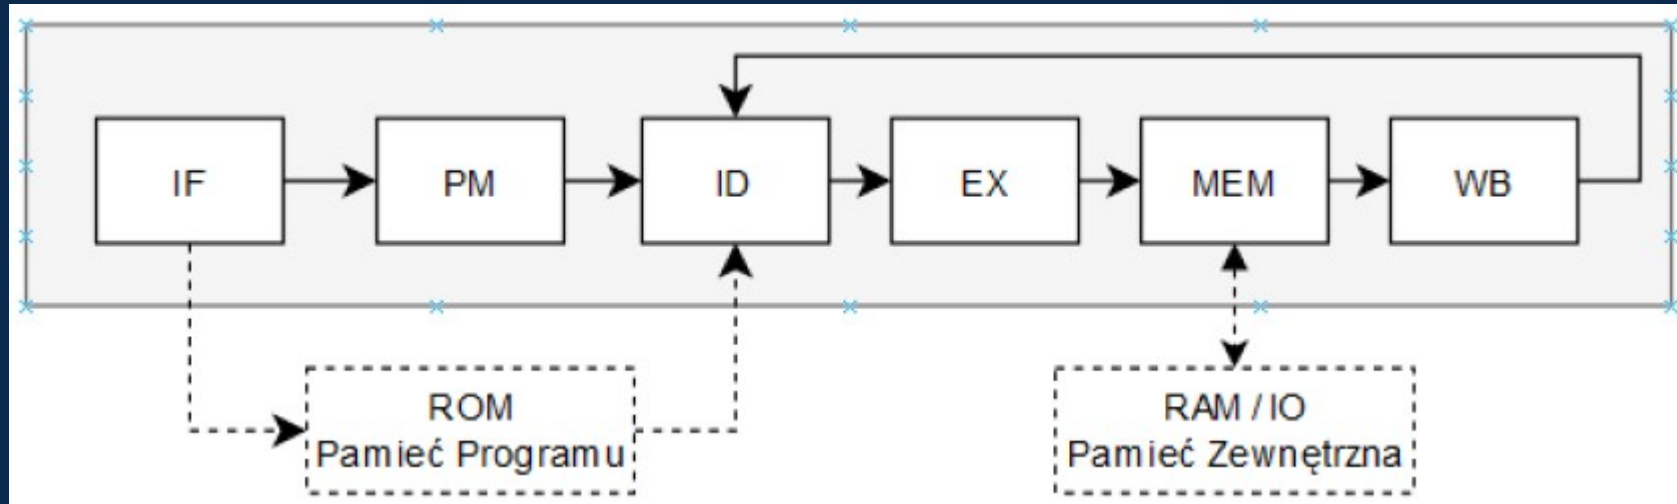 IF
PM
ID
EX
MEM
WB
ROM
Pamieć Programu
RAM / IO
Pamieć Zewnętrzna